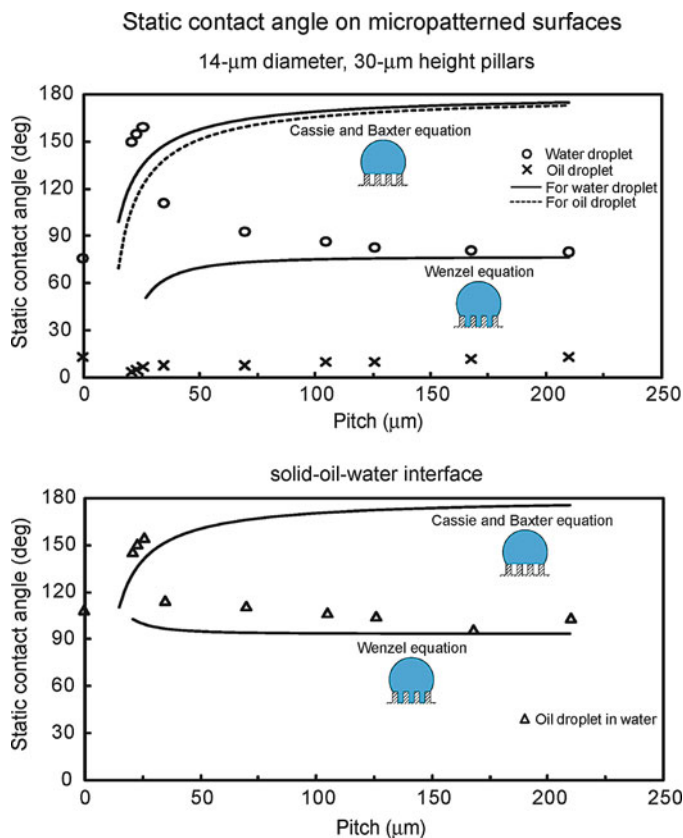 Static contact angle on micropatterned surfaces
14-μm diameter, 30-μm height pillars
Static contact angle (deg)
180
150
120
90
60
30
0
Cassie and Baxter equation
Water droplet
Oil droplet
For water droplet
For oil droplet
Wenzel equation
0
50
100
150
200
250
Pitch (μm)
solid-oil-water interface
Static contact angle (deg)
180
150
120
90
60
30
0
Cassie and Baxter equation
Wenzel equation
Oil droplet in water
0
50
100
150
200
250
Pitch (μm)